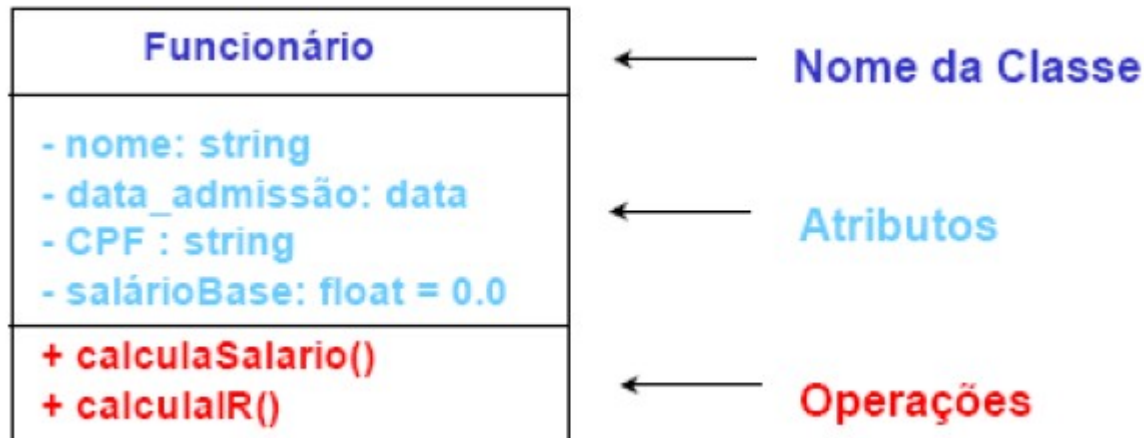 Funcionário
Nome da Classe
- nome: string
- data_admissão: data
- CPF : string
- salárioBase: float = 0.0
Atributos
+ calculaSalario()
+ calculaIR()
Operações